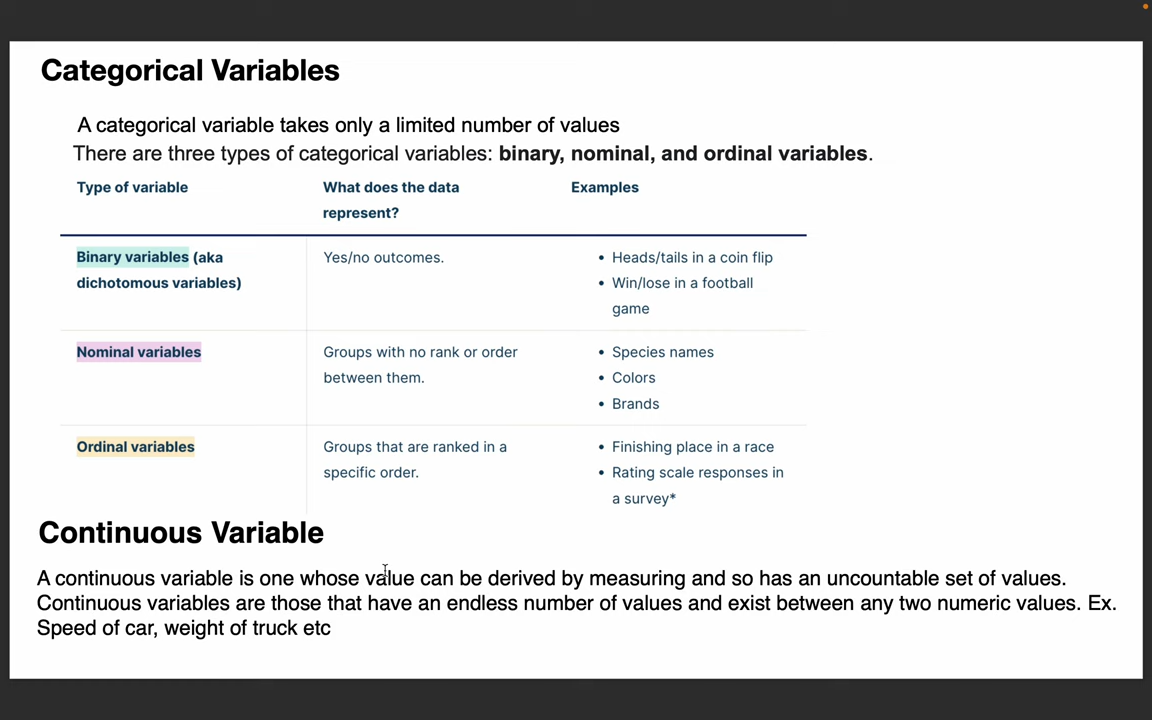 Categorical Variables
A categorical variable takes only a limited number of values
There are three types of categorical variables: binary, nominal, and ordinal variables.
Type of variable
What does the data
represent?
Examples
Binary variables (aka
dichotomous variables)
Yes/no outcomes.
• Heads/tails in a coin flip
• Win/lose in a football
game
Nominal variables
Groups with no rank or order
between them.
• Species names
• Colors
• Brands
Ordinal variables
Groups that are ranked in a
specific order.
• Finishing place in a race
• Rating scale responses in
a survey*
Continuous Variable
A continuous variable is one whose value can be derived by measuring and so has an uncountable set of values.
Continuous variables are those that have an endless number of values and exist between any two numeric values. Ex.
Speed of car, weight of truck etc